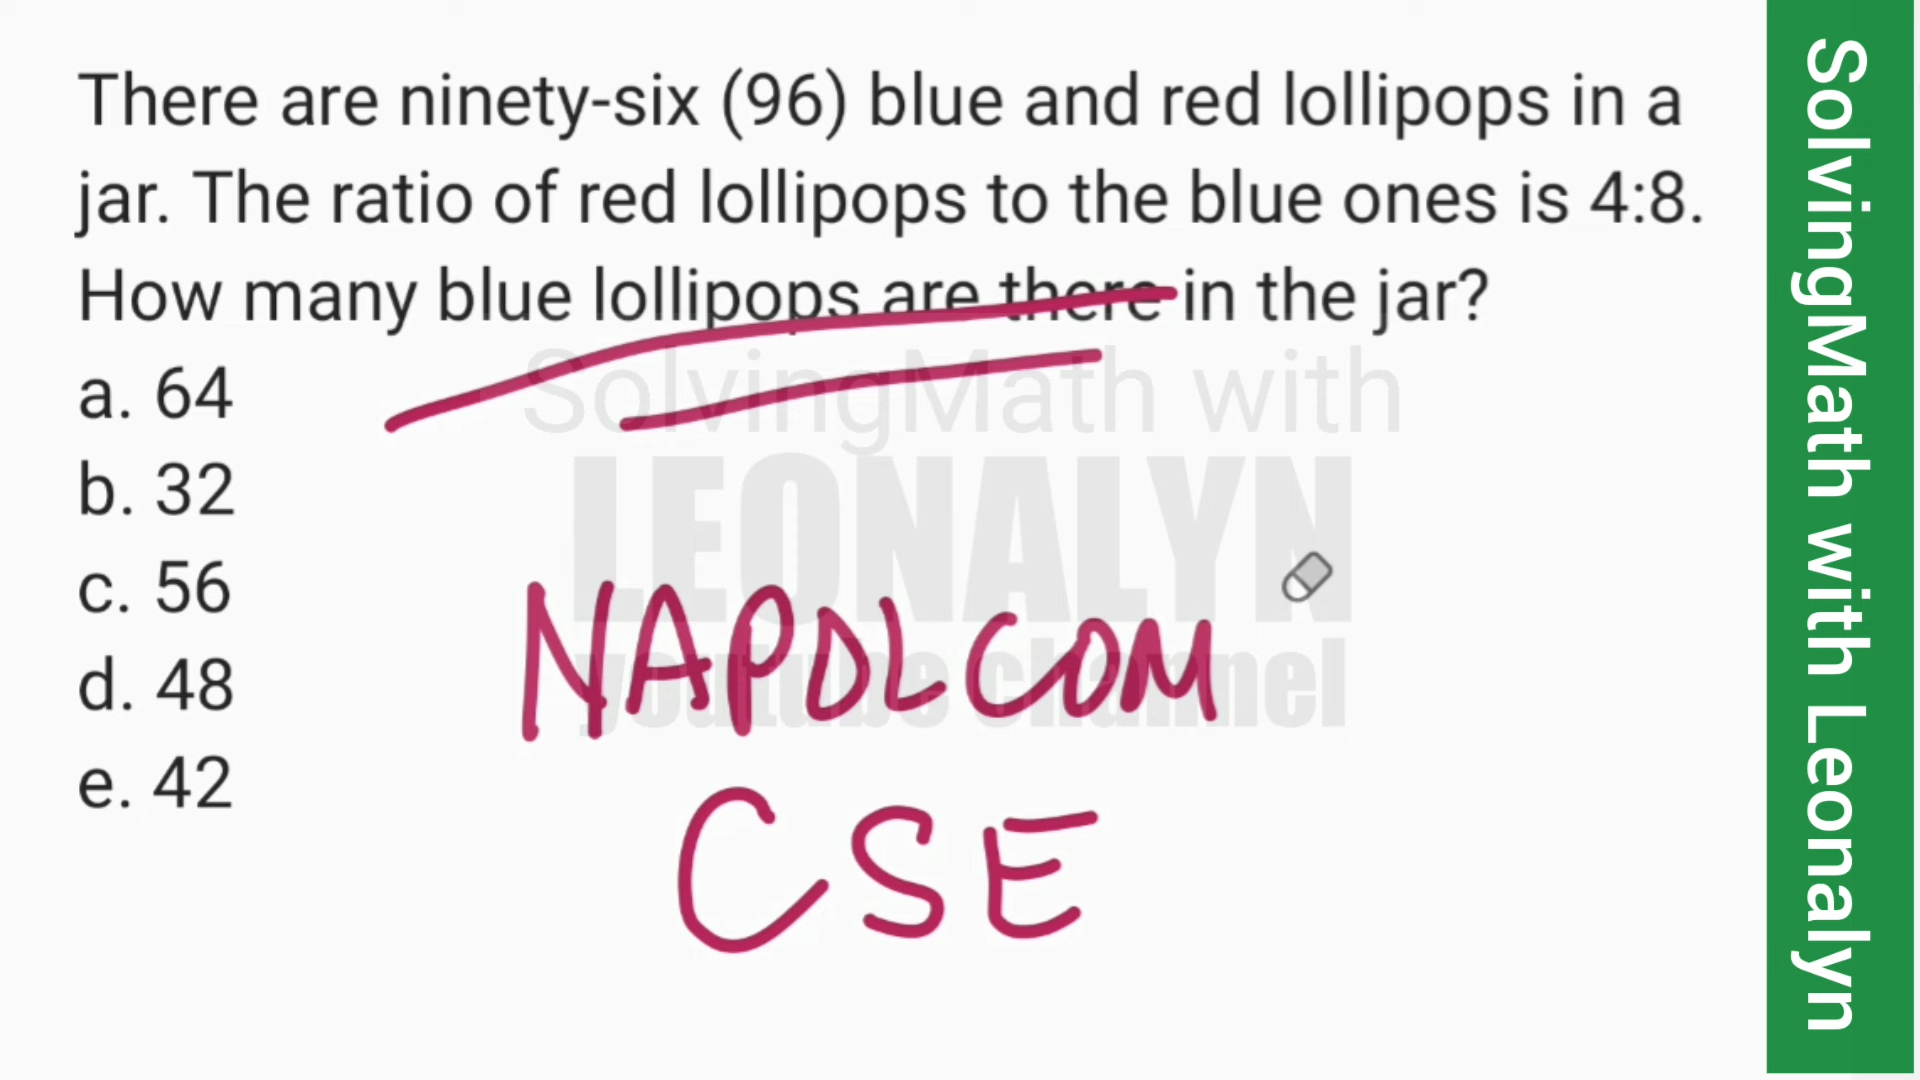 There are ninety-six (96) blue and red lollipops in a
jar. The ratio of red lollipops to the blue ones is 4:8.
How many blue lollipops are there in the jar?
a. 64
b. 32
c. 56
d. 48
e. 42
SolvingMath with
LEONALYN
youtube channel
NAPOLCOM
CSE
SolvingMath with Leonalyn